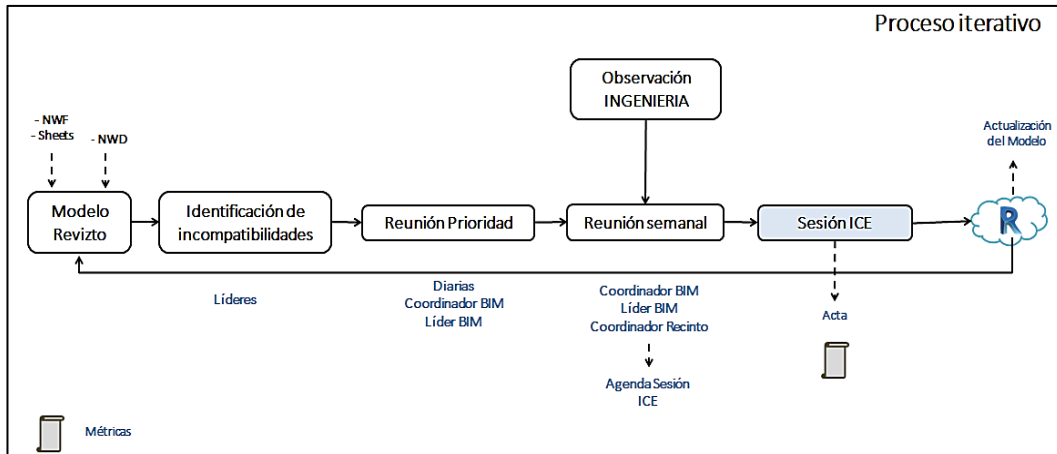 Proceso iterativo
Observación
INGENIERIA
- NWF
- Sheets
- NWD
Actualización
del Modelo
Modelo
Revizto
Identificación de
incompatibilidades
Reunión Prioridad
Reunión semanal
Sesión ICE
R
Líderes
Diarias
Coordinador BIM
Líder BIM
Coordinador BIM
Líder BIM
Coordinador Recinto
Acta
Agenda Sesión
ICE
Métricas